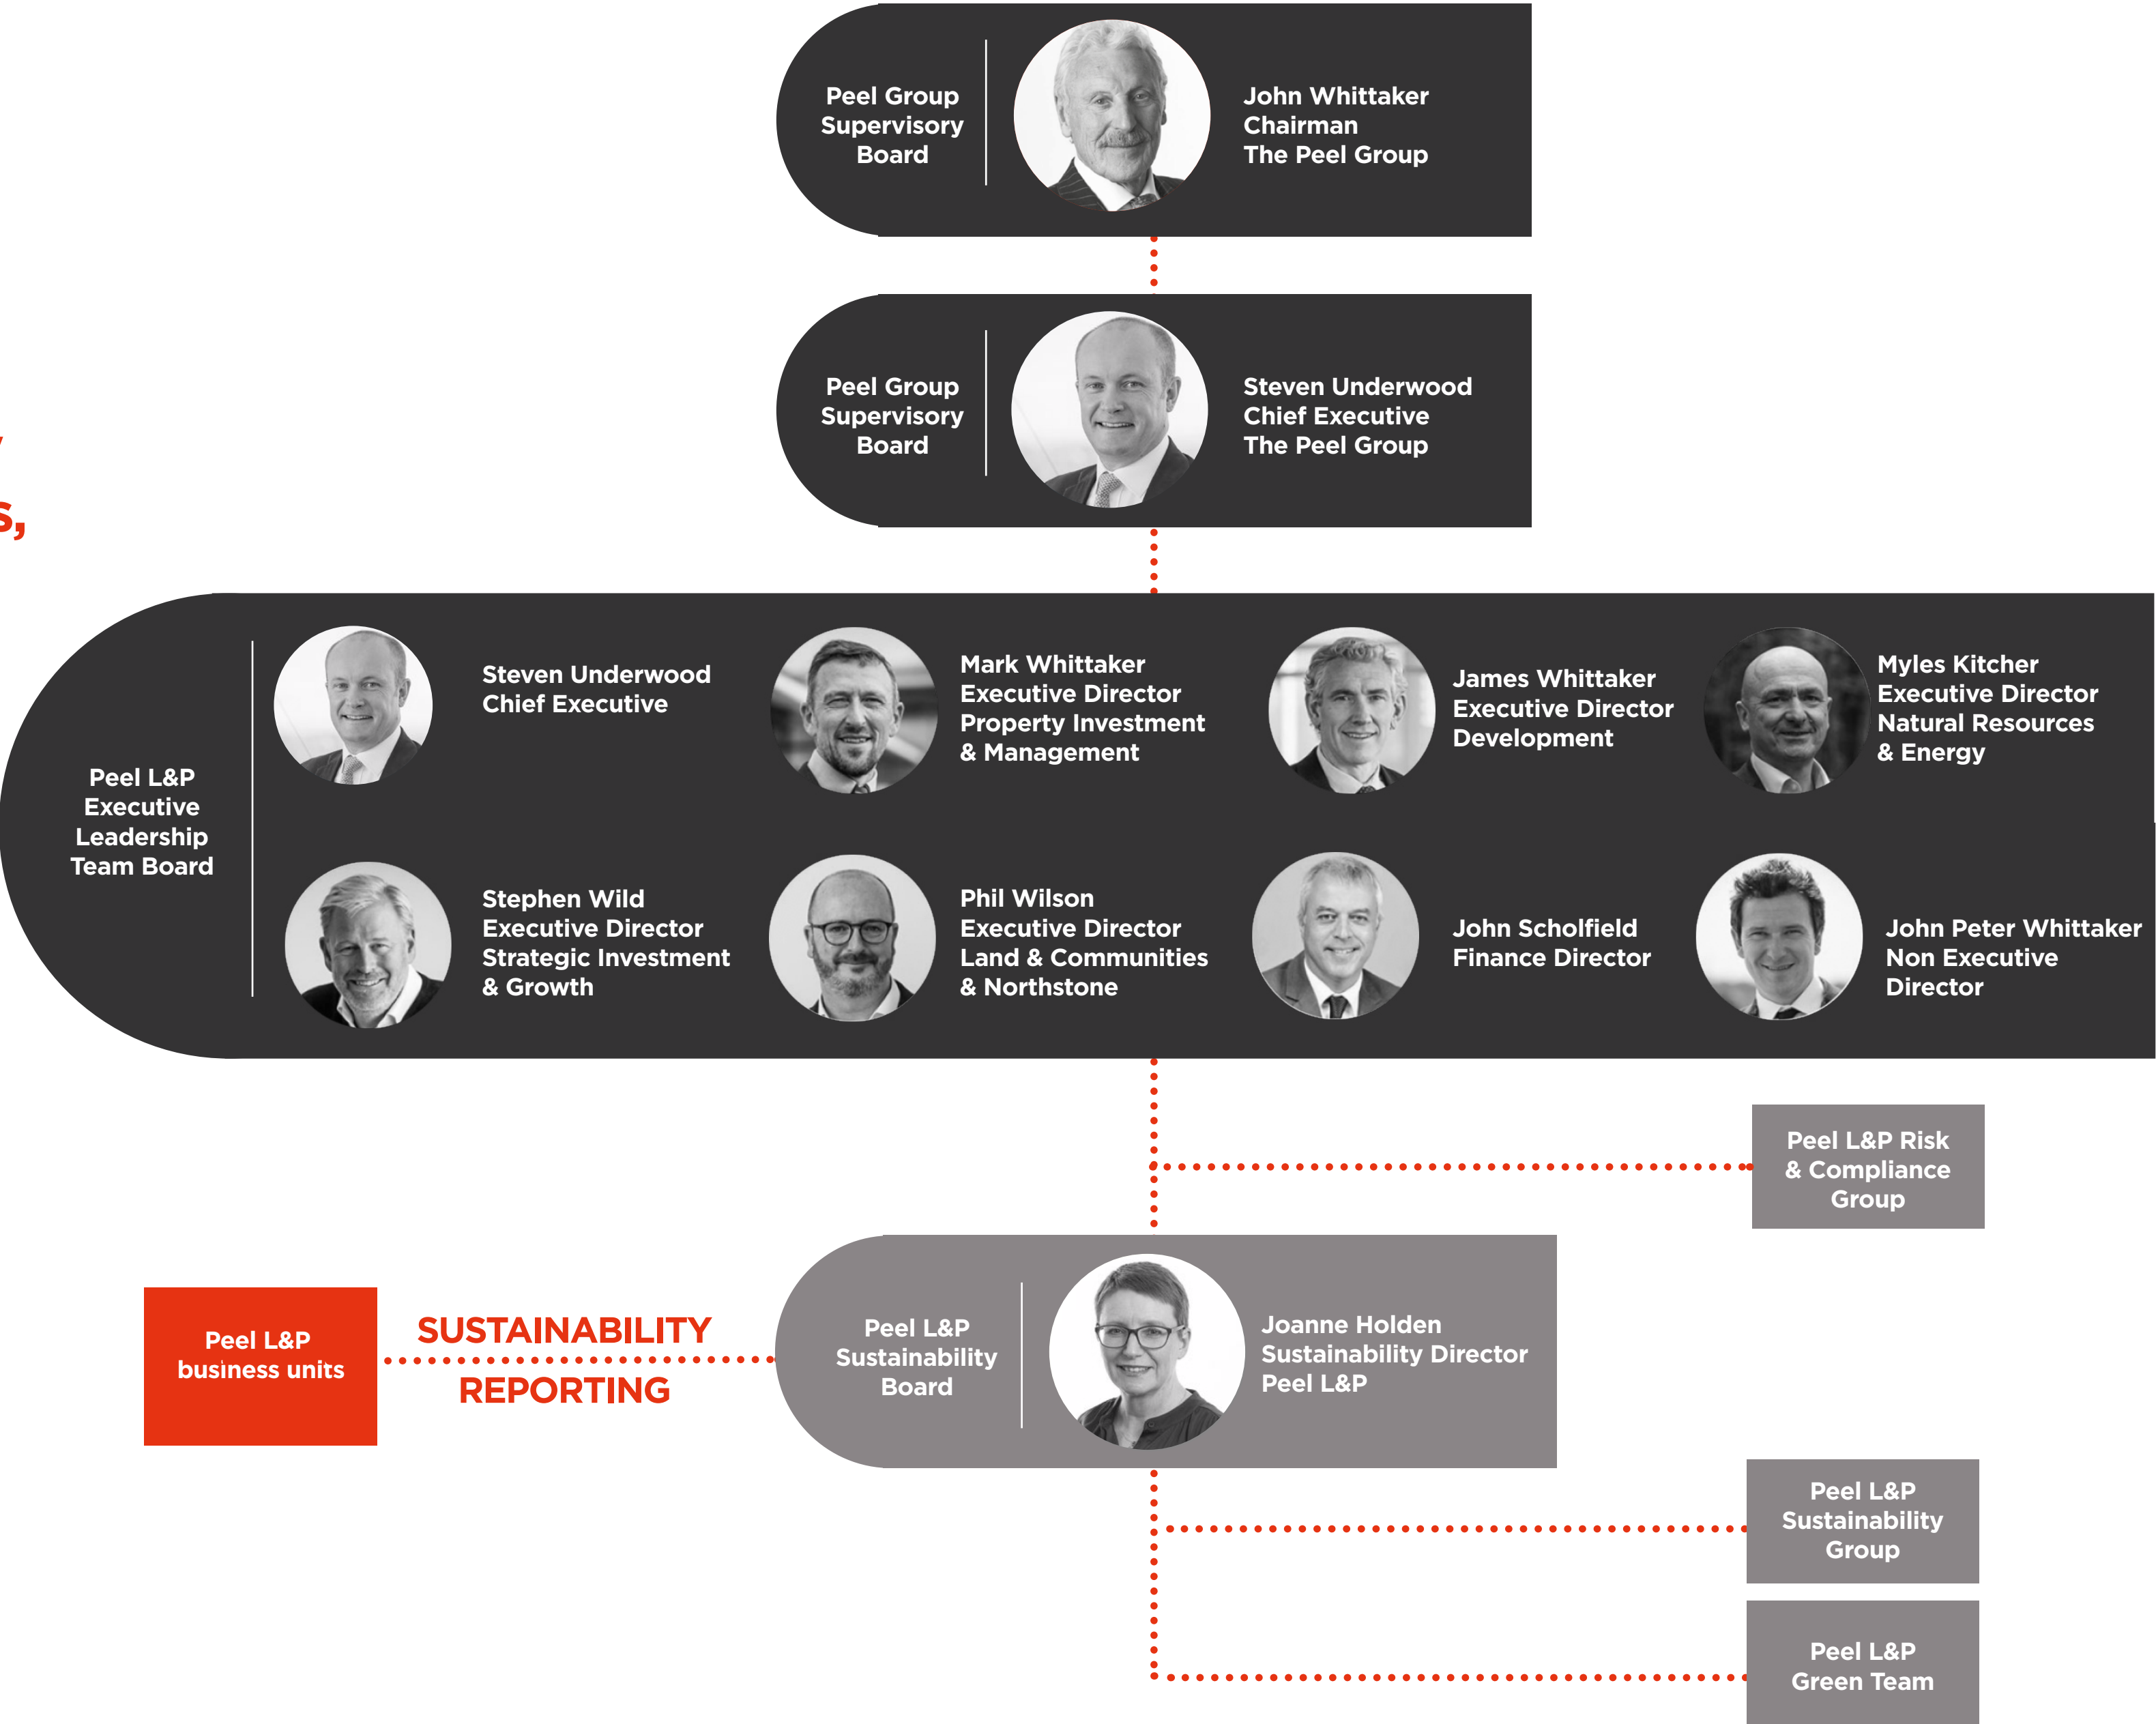 Peel Group
Supervisory
Board
John Whittaker
Chairman
The Peel Group
Peel Group
Supervisory
Board
Steven Underwood
Chief Executive
The Peel Group
s,
Peel L&P
Executive
Leadership
Team Board
Steven Underwood
Chief Executive
Mark Whittaker
Executive Director
Property Investment
& Management
James Whittaker
Executive Director
Development
Myles Kitcher
Executive Director
Natural Resources
& Energy
Stephen Wild
Executive Director
Strategic Investment
& Growth
Phil Wilson
Executive Director
Land & Communities
& Northstone
John Scholfield
Finance Director
John Peter Whittaker
Non Executive
Director
Peel L&P Risk
& Compliance
Group
Peel L&P
business units
SUSTAINABILITY
REPORTING
Peel L&P
Sustainability
Board
Joanne Holden
Sustainability Director
Peel L&P
Peel L&P
Sustainability
Group
Peel L&P
Green Team